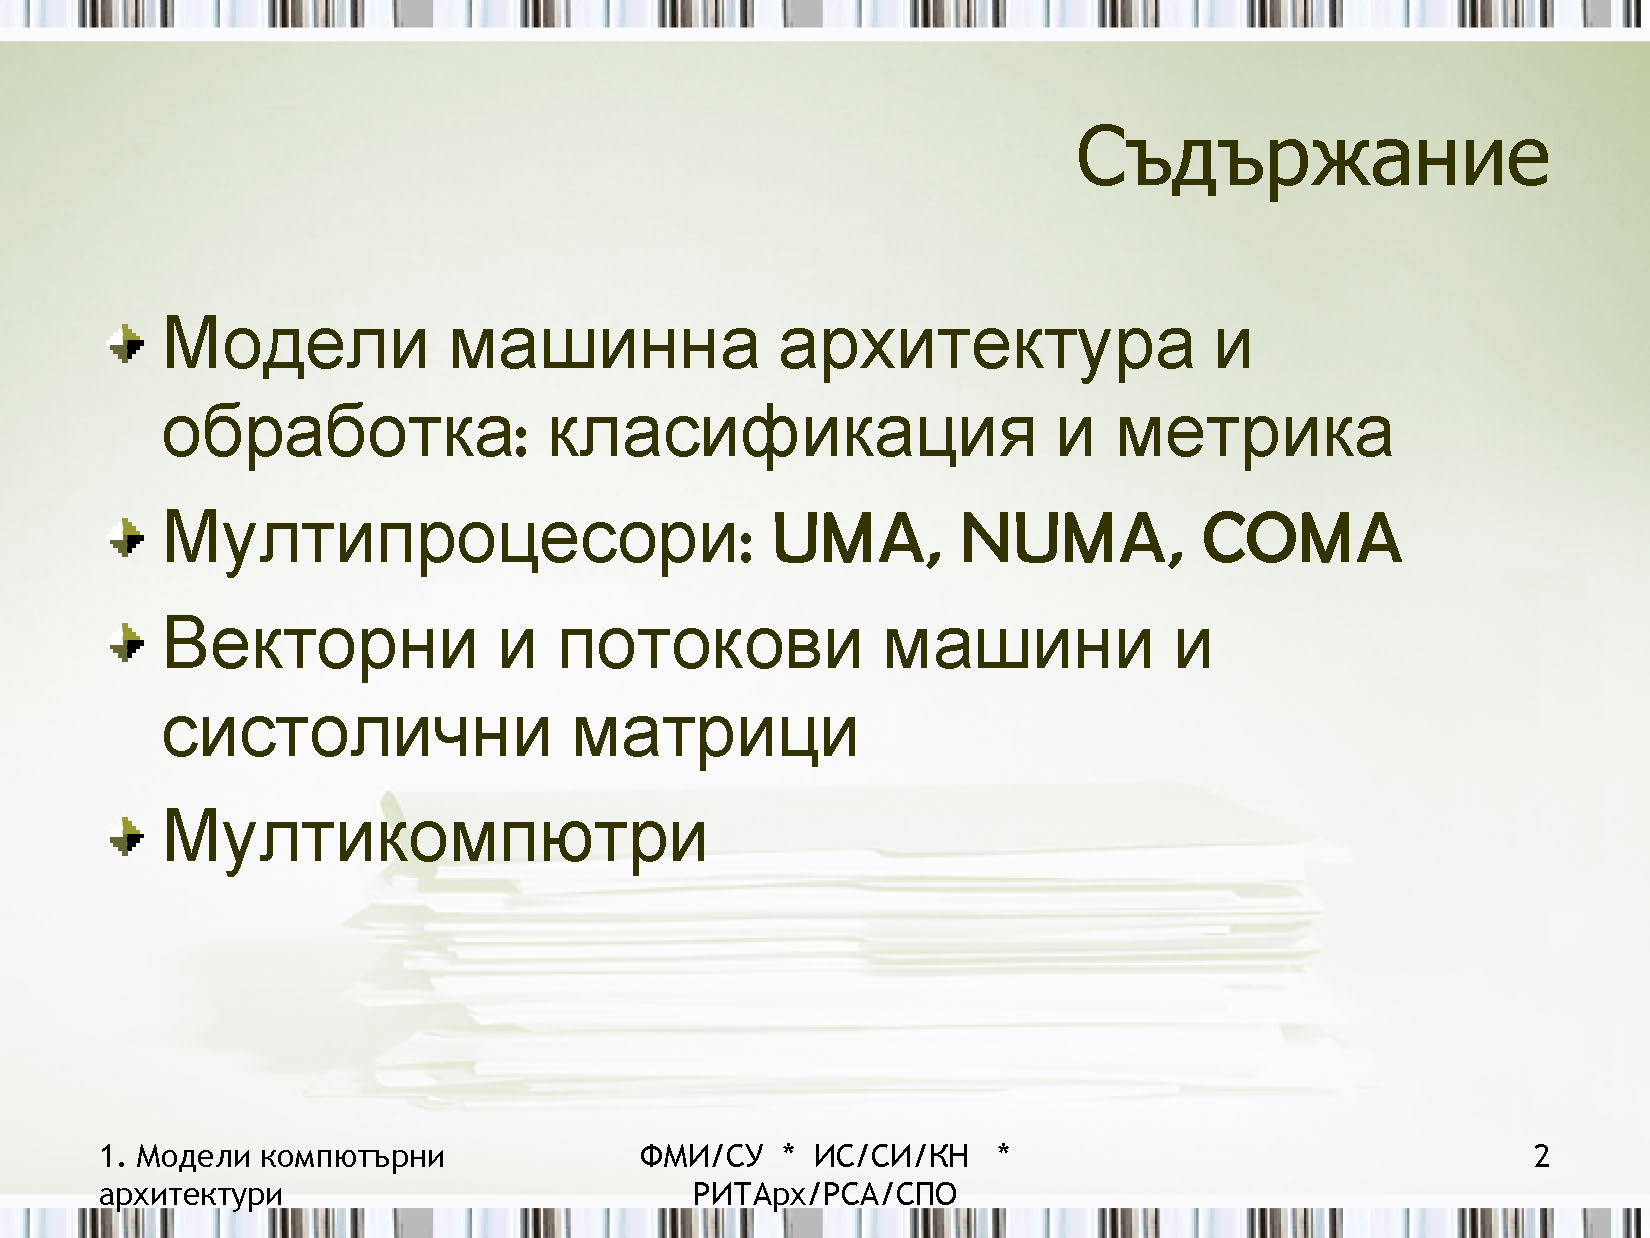 Съдържание
Модели машинна архитектура и
обработка: класификация и метрика
Мултипроцесори: UMA, NUMA, COMA
Векторни и потокови машини и
систолични матрици
Мултикомпютри
1. Модели компютърни
архитектури
ФМИ/СУ * ИС/СИ/КН *
РИТАрх/РСА/СПО
2